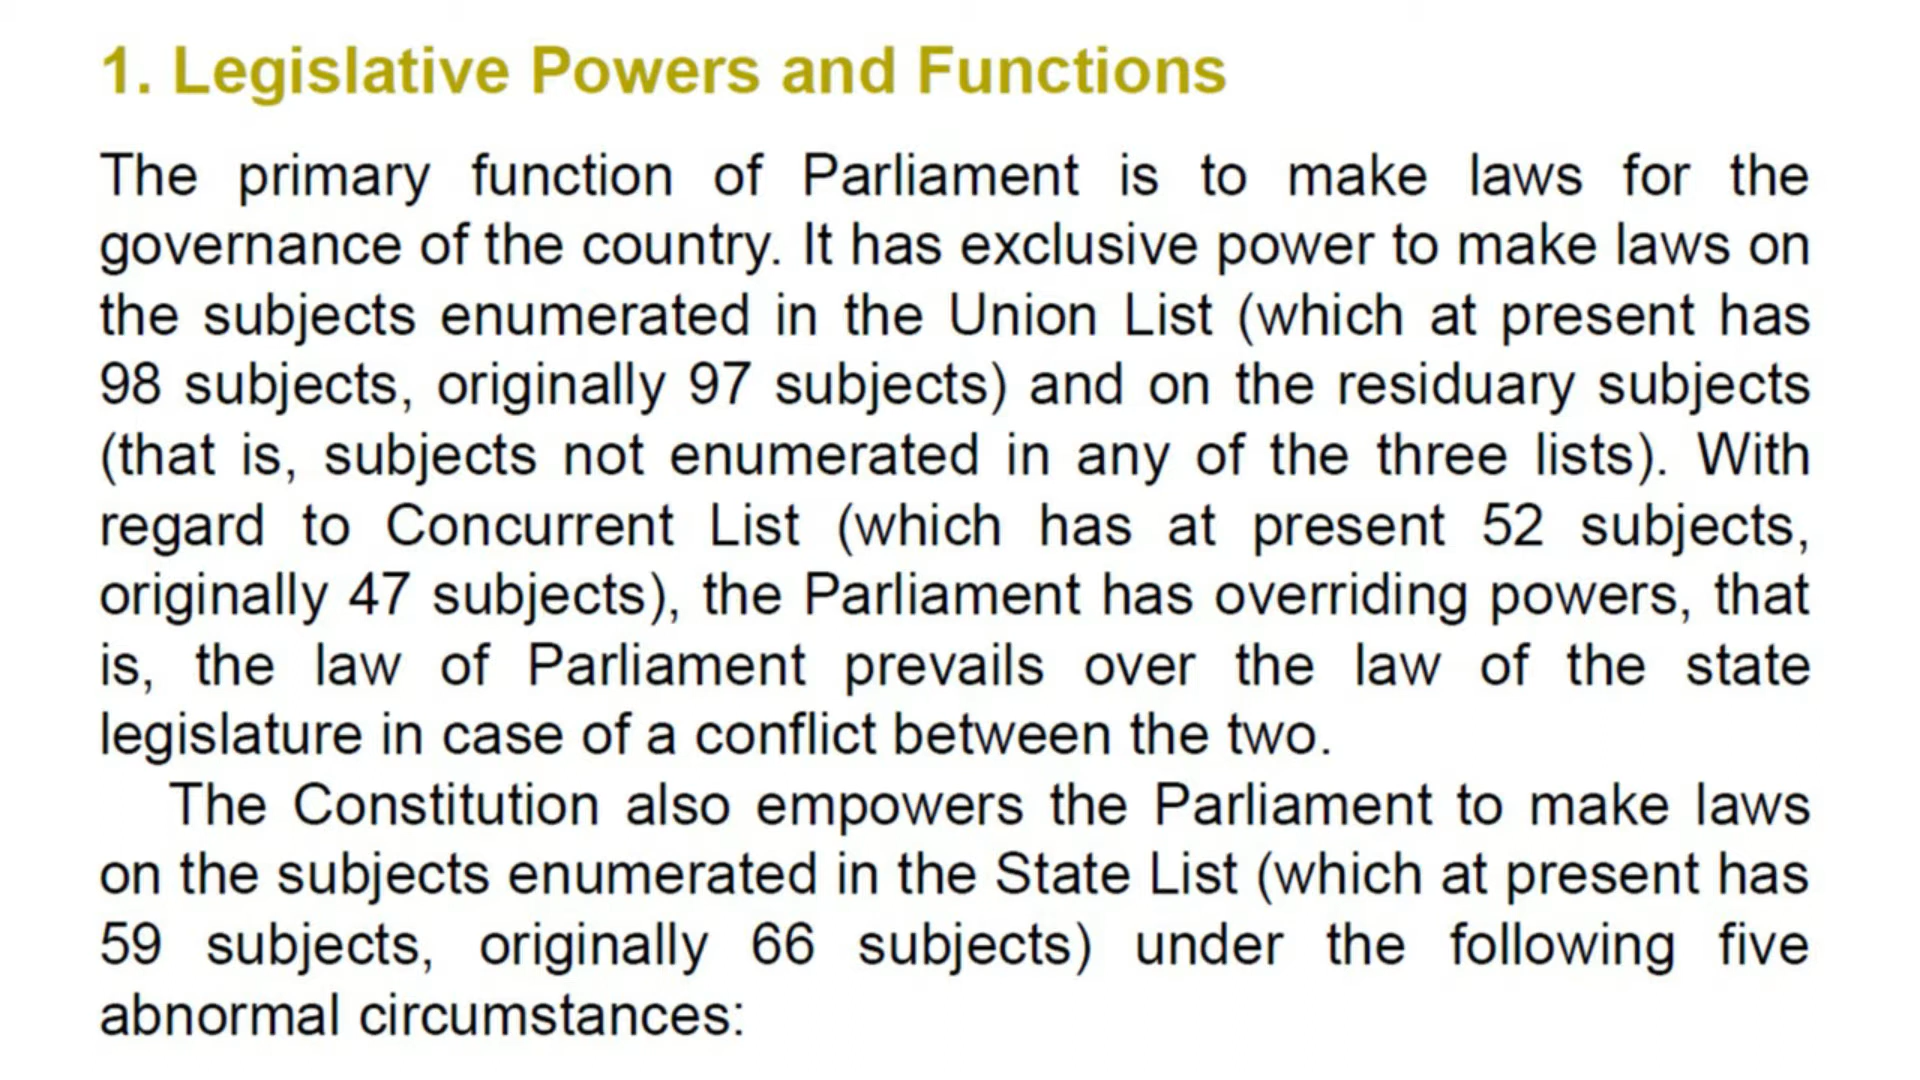 1. Legislative Powers and Functions
The primary function of Parliament is to make laws for the
governance of the country. It has exclusive power to make laws on
the subjects enumerated in the Union List (which at present has
98 subjects, originally 97 subjects) and on the residuary subjects
(that is, subjects not enumerated in any of the three lists). With
regard to Concurrent List (which has at present 52 subjects,
originally 47 subjects), the Parliament has overriding powers, that
is, the law of Parliament prevails over the law of the state
legislature in case of a conflict between the two.
The Constitution also empowers the Parliament to make laws
on the subjects enumerated in the State List (which at present has
59 subjects, originally 66 subjects) under the following five
abnormal circumstances: